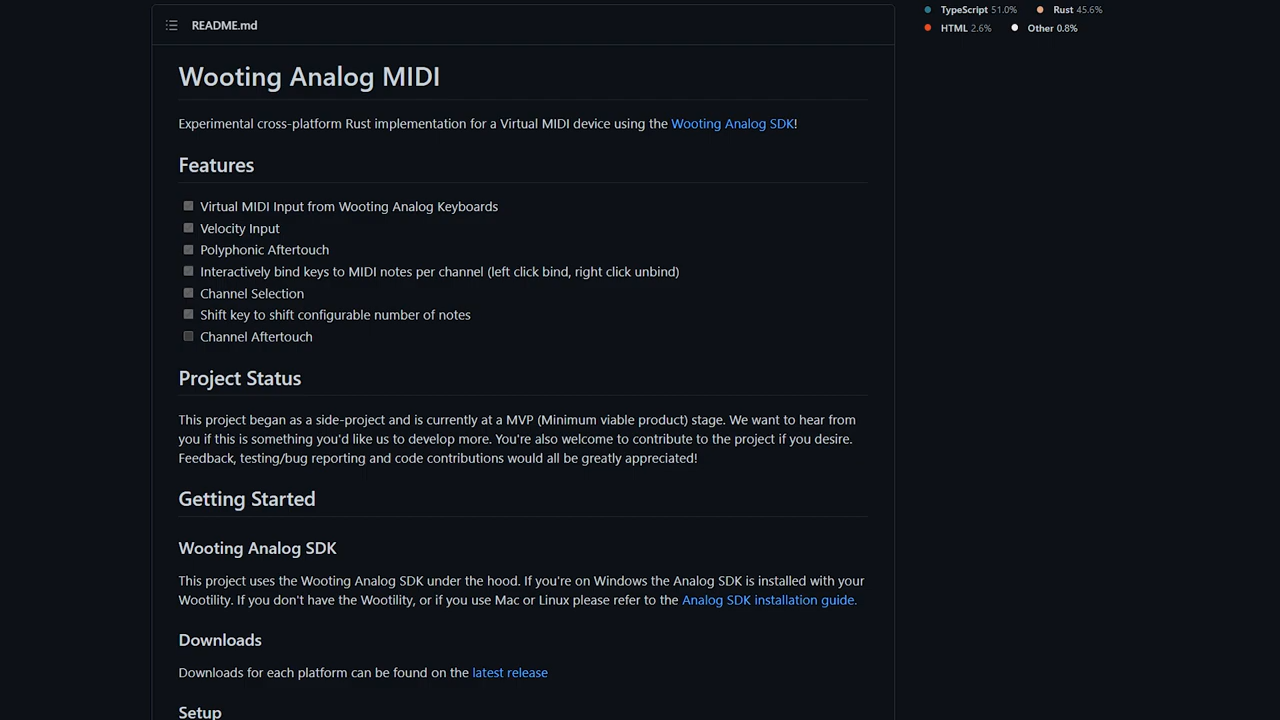 README.md
TypeScript 51.0%
Rust 45.6%
HTML 2.6%
Other 0.8%
Wooting Analog MIDI
Experimental cross-platform Rust implementation for a Virtual MIDI device using the Wooting Analog SDK!
Features
Virtual MIDI Input from Wooting Analog Keyboards
Velocity Input
Polyphonic Aftertouch
Interactively bind keys to MIDI notes per channel (left click bind, right click unbind)
Channel Selection
Shift key to shift configurable number of notes
Channel Aftertouch
Project Status
This project began as a side-project and is currently at a MVP (Minimum viable product) stage. We want to hear from
you if this is something you'd like us to develop more. You're also welcome to contribute to the project if you desire.
Feedback, testing/bug reporting and code contributions would all be greatly appreciated!
Getting Started
Wooting Analog SDK
This project uses the Wooting Analog SDK under the hood. If you're on Windows the Analog SDK is installed with your
Wootility. If you don't have the Wootility, or if you use Mac or Linux please refer to the Analog SDK installation guide.
Downloads
Downloads for each platform can be found on the latest release
Setup